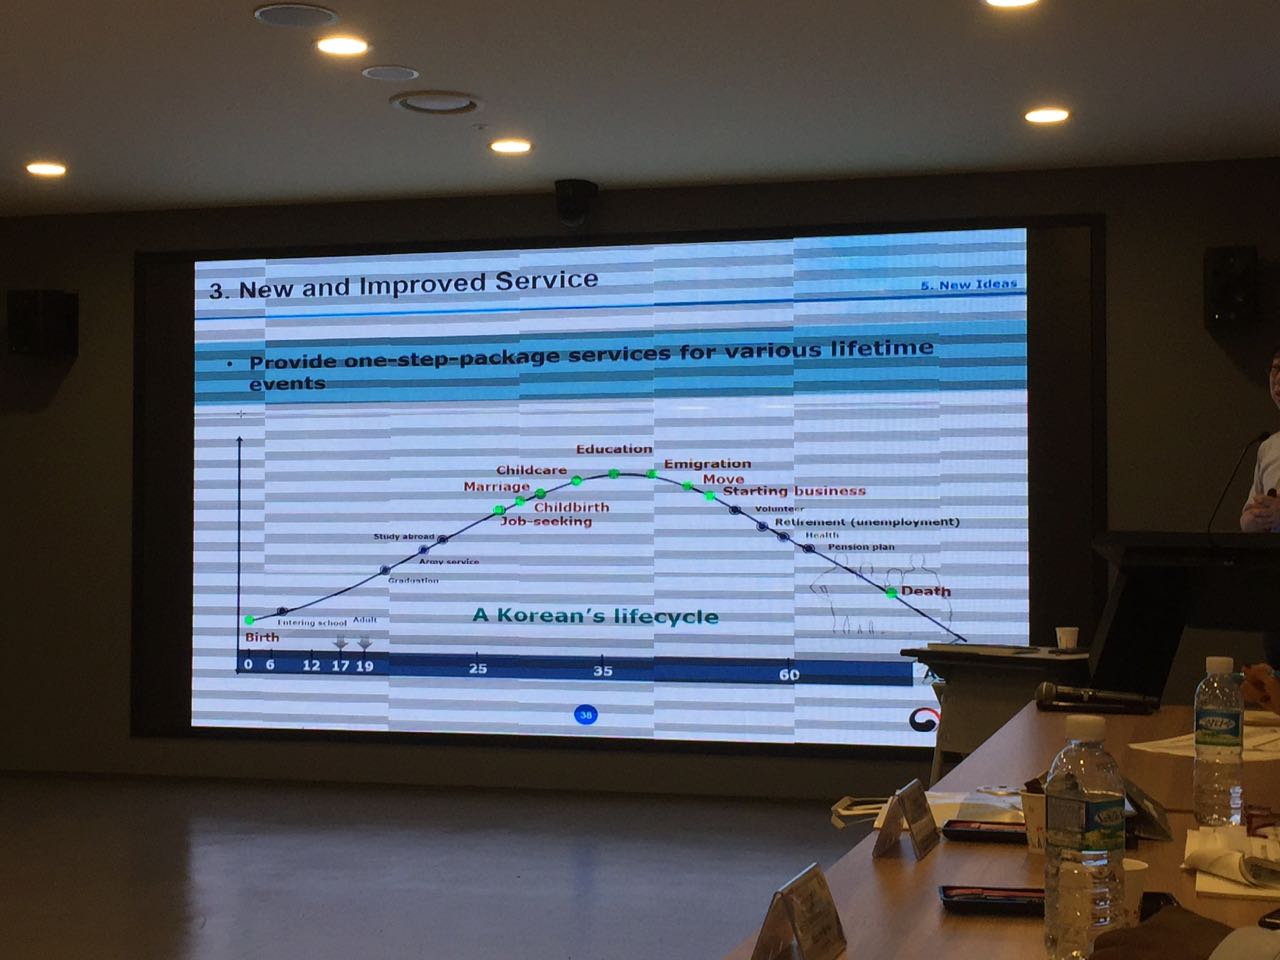 3. New and Improved Service
5. New Ideas
• Provide one-step-package services for various lifetime
events
Education
Childcare
Emigration
Marriage
Move
Childbirth
Starting business
Job-seeking
Volunteer
Study abroad
Retirement (unemployment)
Army service
Health
Graduation
Pension plan
Death
Entering school
Adult
A Korean's lifecycle
Birth
0 6 12 17 19 25 35 60
38